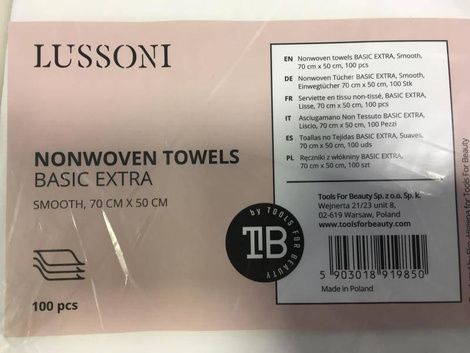 LUSSONI
NONWOVEN TOWELS
BASIC EXTRA
SMOOTH, 70 CM X 50 CM
100 pcs
by TOOLS FOR BEAUTY
TB
EN Nonwoven towels BASIC EXTRA, Smooth,
70 cm x 50 cm, 100 pcs
DE Nonwoven Tücher BASIC EXTRA, Smooth,
Einwegtücher 70 cm x 50 cm, 100 Stk
FR Serviette en tissu non-tissé, BASIC EXTRA,
Lisse, 70 cm x 50 cm, 100 pcs
IT Asciugamano Non Tessuto BASIC EXTRA,
Liscio, 70 cm x 50 cm, 100 Pezzi
ES Toallas no Tejidas BASIC EXTRA, Suaves,
70 cm x 50 cm, 100 uds
PL Ręczniki z włókniny BASIC EXTRA,
70 cm x 50 cm, 100 szt
Tools For Beauty Sp. z o.o. Sp. k.
Wejnerta 21/23 unit 8,
02-619 Warsaw, Poland
www.toolsforbeauty.com
5 903018 919850
Made in Poland
for Tools For Beauty